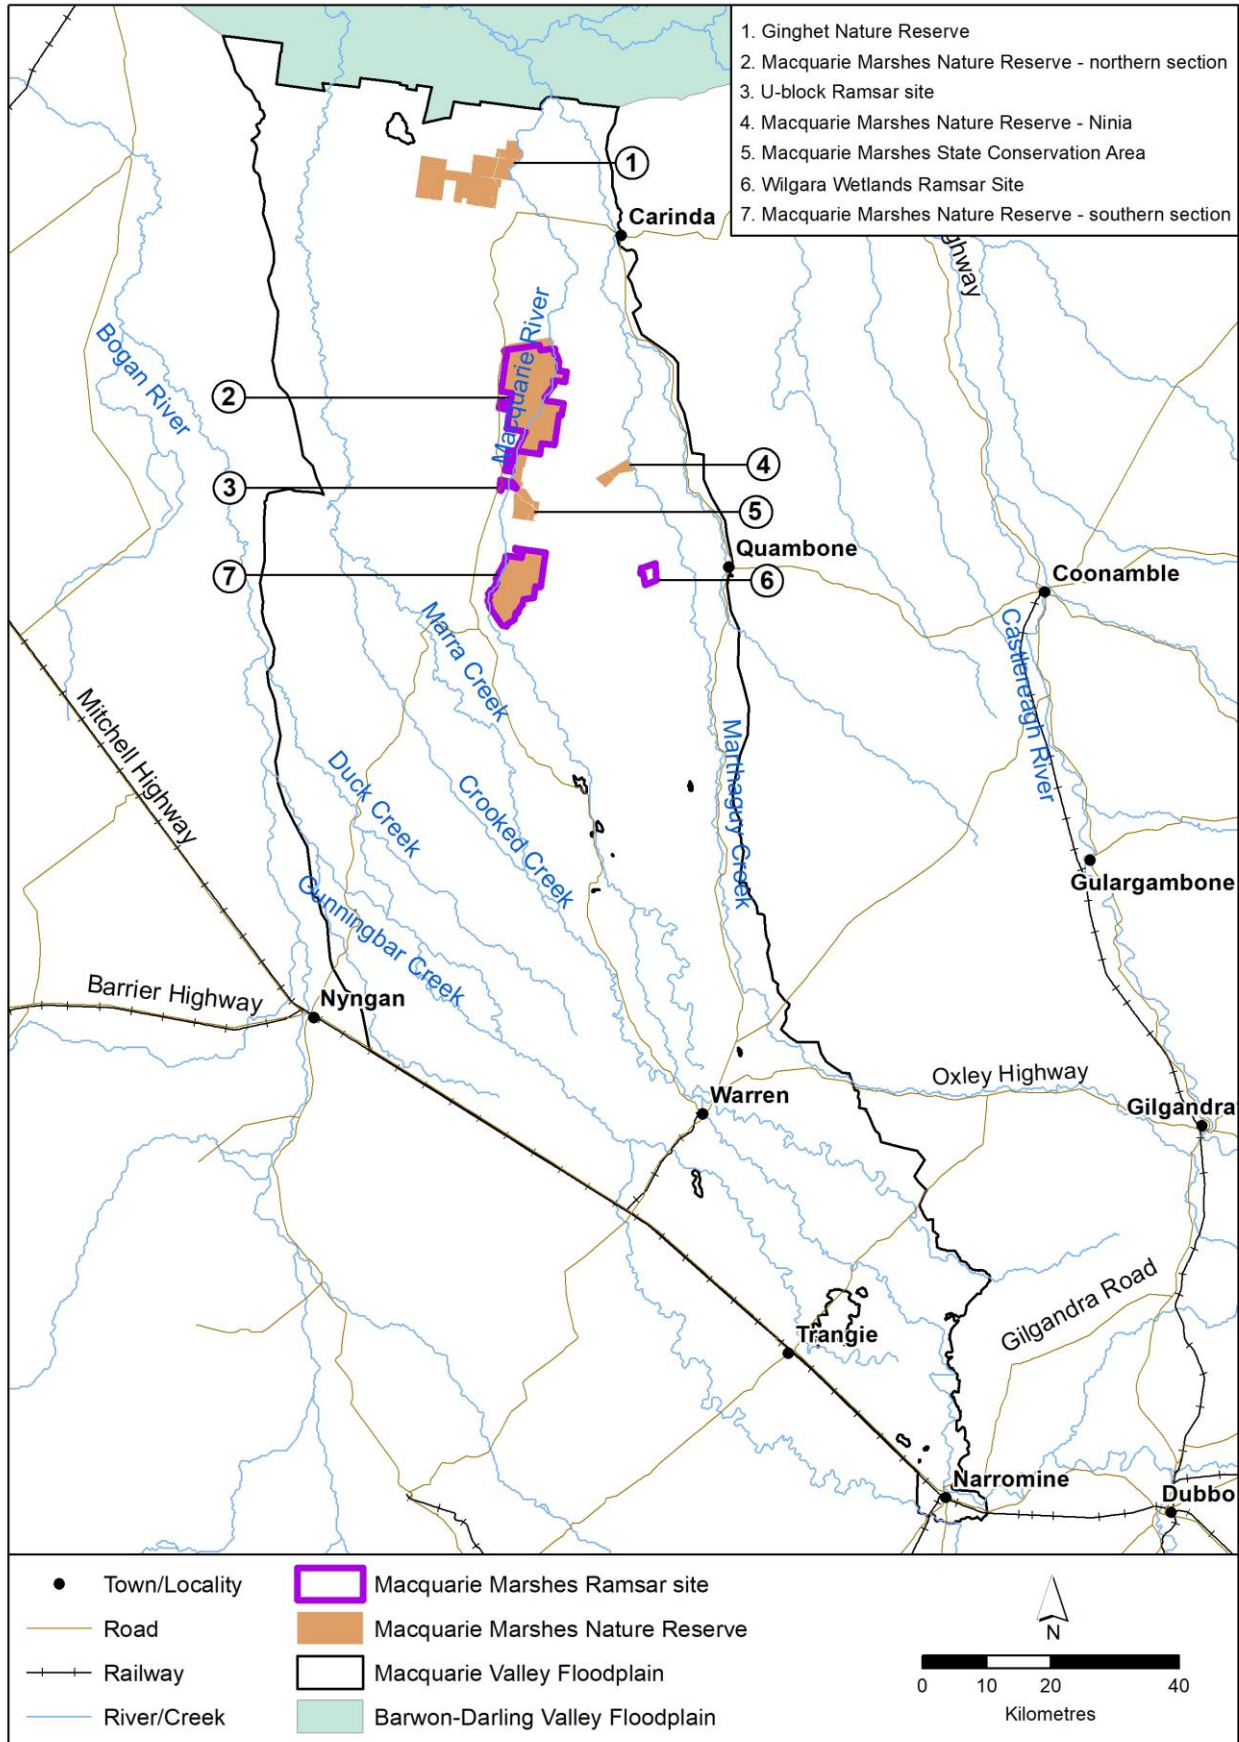 1. Ginghet Nature Reserve
2. Macquarie Marshes Nature Reserve - northern section
3. U-block Ramsar site
4. Macquarie Marshes Nature Reserve - Ninia
5. Macquarie Marshes State Conservation Area
6. Wilgara Wetlands Ramsar Site
7. Macquarie Marshes Nature Reserve - southern section
1
Carinda
Macquarie River
Bogan River
2
3
4
5
Quambone
6
7
Coonamble
Marra Creek
Castlereagh River
Mitchell Highway
Duck Creek
Crooked Creek
Marthaguy Creek
Gulargambone
Gunningbar Creek
Barrier Highway
Nyngan
Oxley Highway
Warren
Gilgandra
Gilgandra Road
Trangie
Narromine
Dubbo
Town/Locality
Road
Railway
River/Creek
Macquarie Marshes Ramsar site
Macquarie Marshes Nature Reserve
Macquarie Valley Floodplain
Barwon-Darling Valley Floodplain
N
0 10 20 40
Kilometres